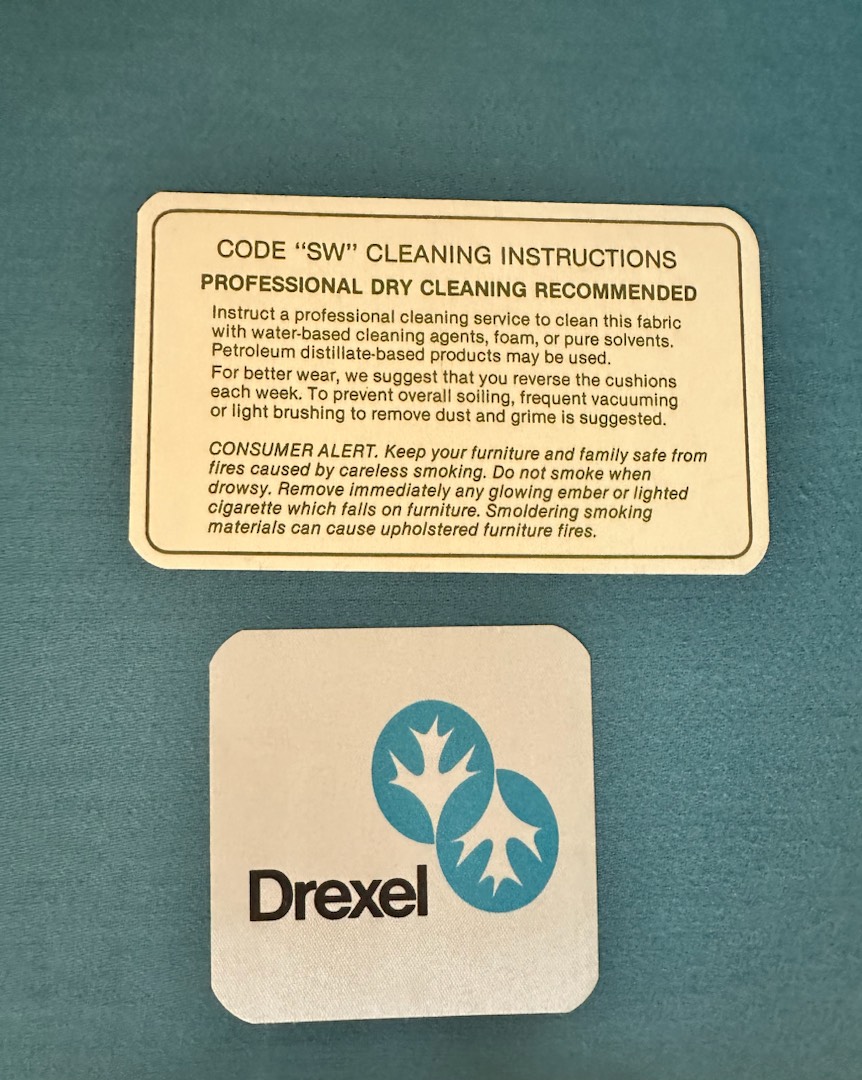 CODE “SW” CLEANING INSTRUCTIONS
PROFESSIONAL DRY CLEANING RECOMMENDED
Instruct a professional cleaning service to clean this fabric
with water-based cleaning agents, foam, or pure solvents.
Petroleum distillate-based products may be used.
For better wear, we suggest that you reverse the cushions
each week. To prevent overall soiling, frequent vacuuming
or light brushing to remove dust and grime is suggested.
CONSUMER ALERT. Keep your furniture and family safe from
fires caused by careless smoking. Do not smoke when
drowsy. Remove immediately any glowing ember or lighted
cigarette which falls on furniture. Smoldering smoking
materials can cause upholstered furniture fires.
Drexel